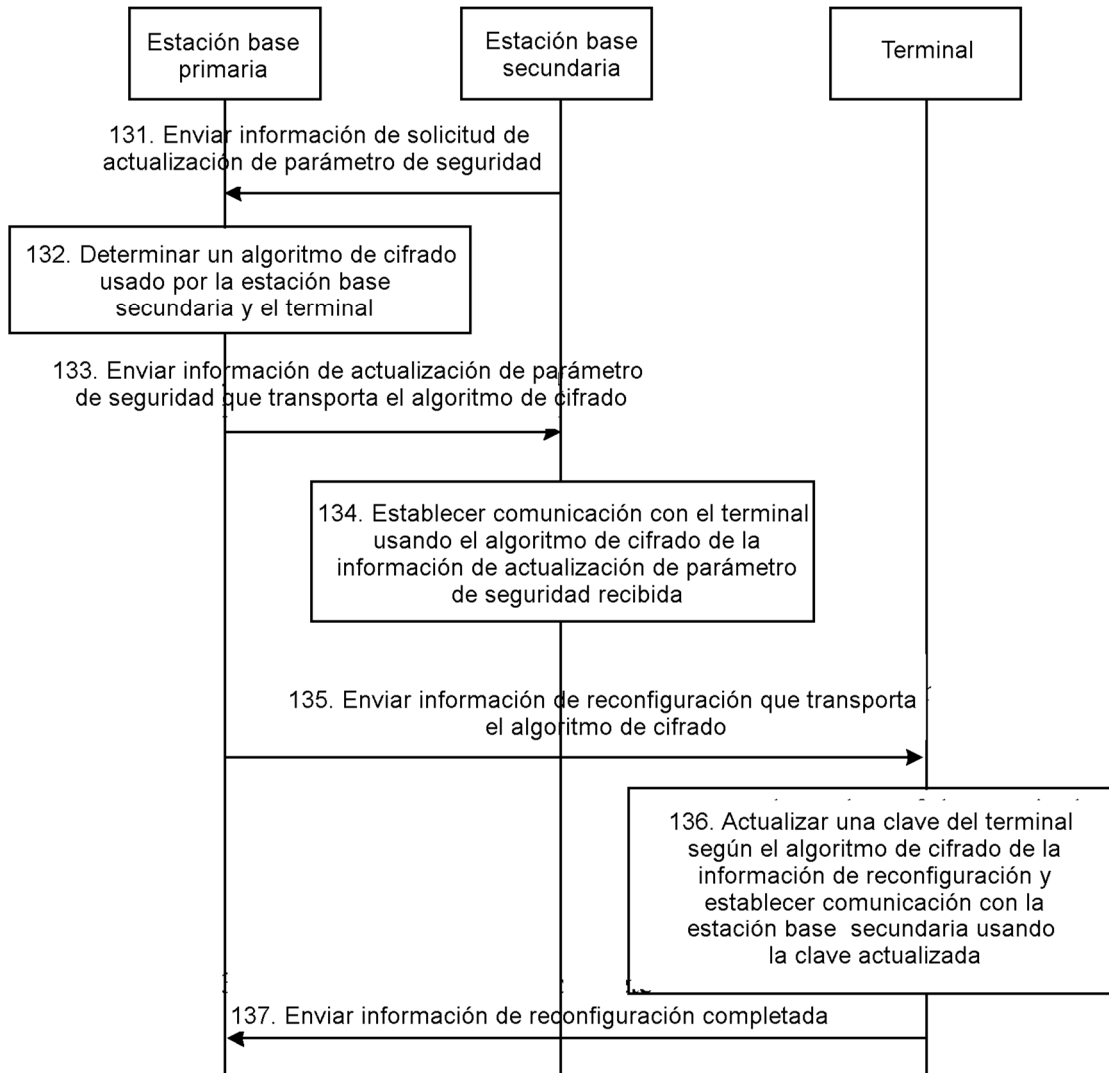 Estación base
primaria
Estación base
secundaria
Terminal
131. Enviar información de solicitud de
actualización de parámetro de seguridad
132. Determinar un algoritmo de cifrado
usado por la estación base
secundaria y el terminal
133. Enviar información de actualización de parámetro
de seguridad que transporta el algoritmo de cifrado
134. Establecer comunicación con el terminal
usando el algoritmo de cifrado de la
información de actualización de parámetro
de seguridad recibida
135. Enviar información de reconfiguración que transporta
el algoritmo de cifrado
136. Actualizar una clave del terminal
según el algoritmo de cifrado de la
información de reconfiguración y
establecer comunicación con la
estación base secundaria usando
la clave actualizada
137. Enviar información de reconfiguración completada